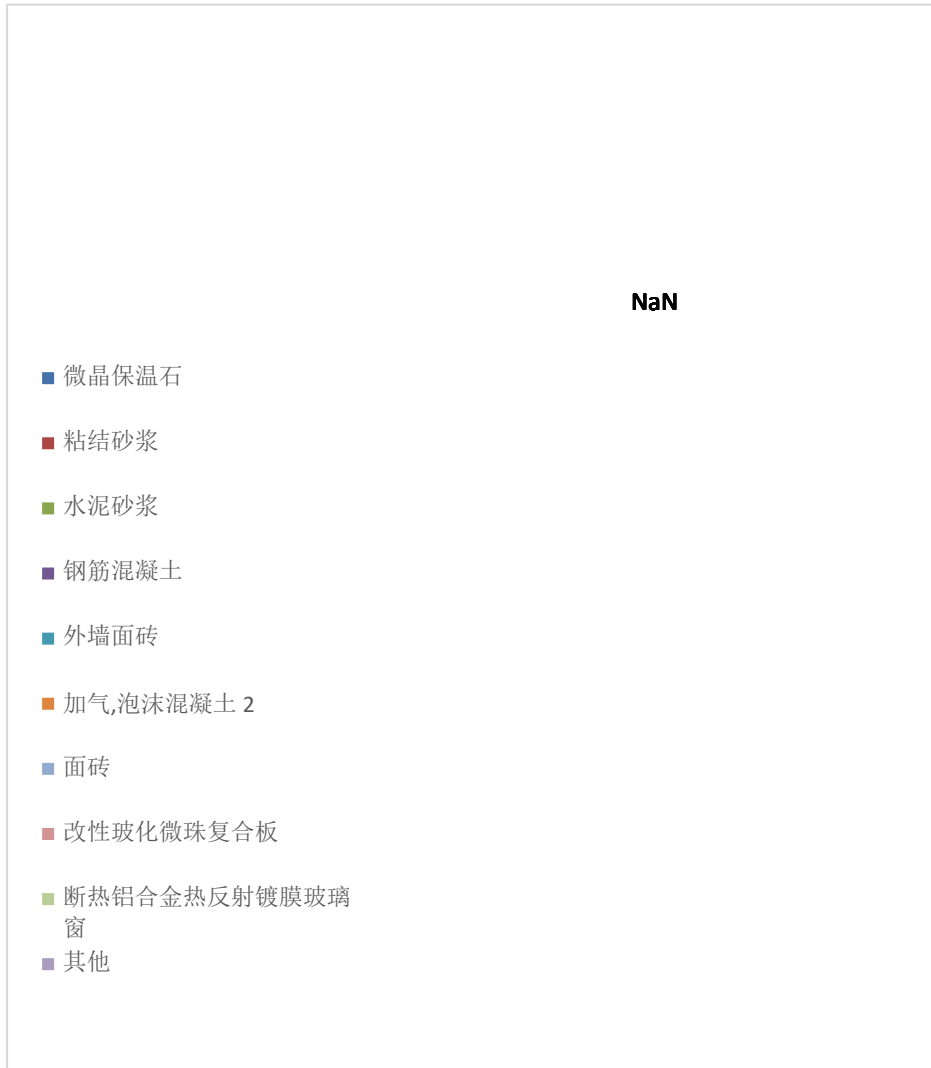 NaN
微晶保温石
粘结砂浆
水泥砂浆
钢筋混凝土
外墙面砖
加气,泡沫混凝土 2
面砖
改性玻化微珠复合板
断热铝合金热反射镀膜玻璃
窗
其他